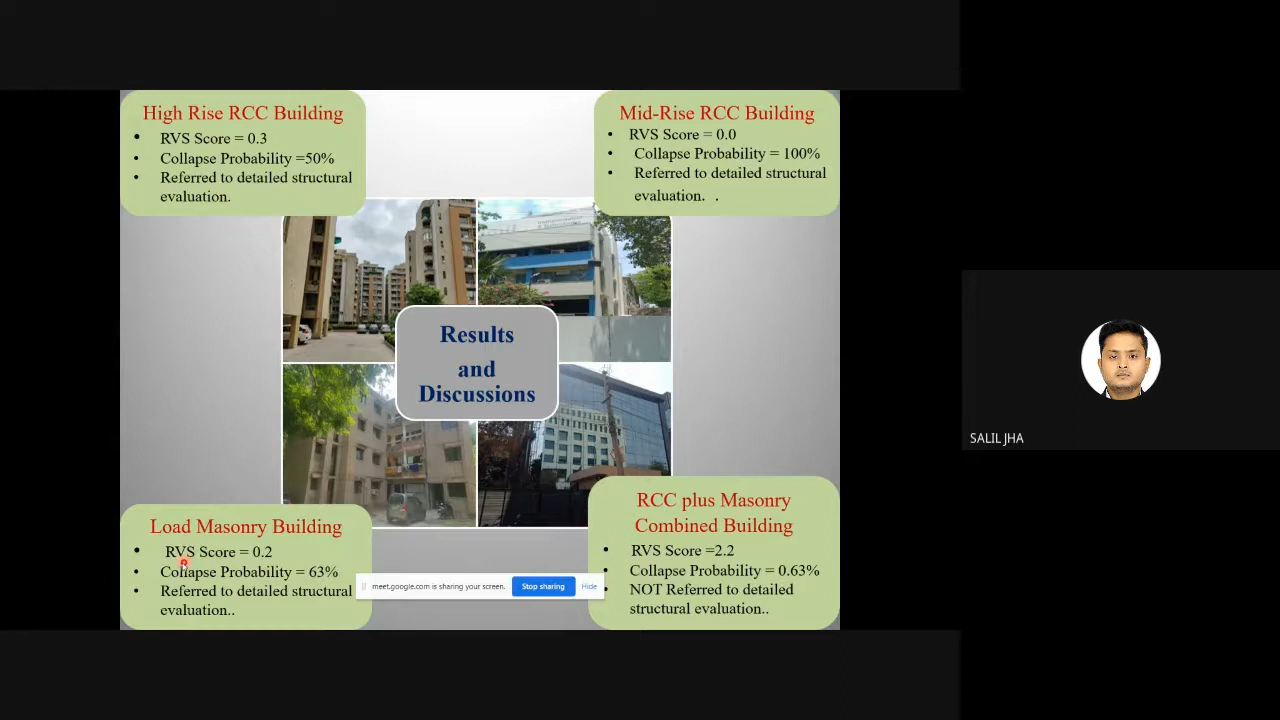 High Rise RCC Building
• RVS Score = 0.3
• Collapse Probability =50%
• Referred to detailed structural
evaluation.
Mid-Rise RCC Building
• RVS Score = 0.0
• Collapse Probability = 100%
• Referred to detailed structural
evaluation. .
Results
and
Discussions
Load Masonry Building
• RVS Score = 0.2
• Collapse Probability = 63%
• Referred to detailed structural
evaluation..
RCC plus Masonry
Combined Building
• RVS Score =2.2
• Collapse Probability = 0.63%
• NOT Referred to detailed
structural evaluation..
meet.google.com is sharing your screen. Stop sharing Hide
SALIL JHA